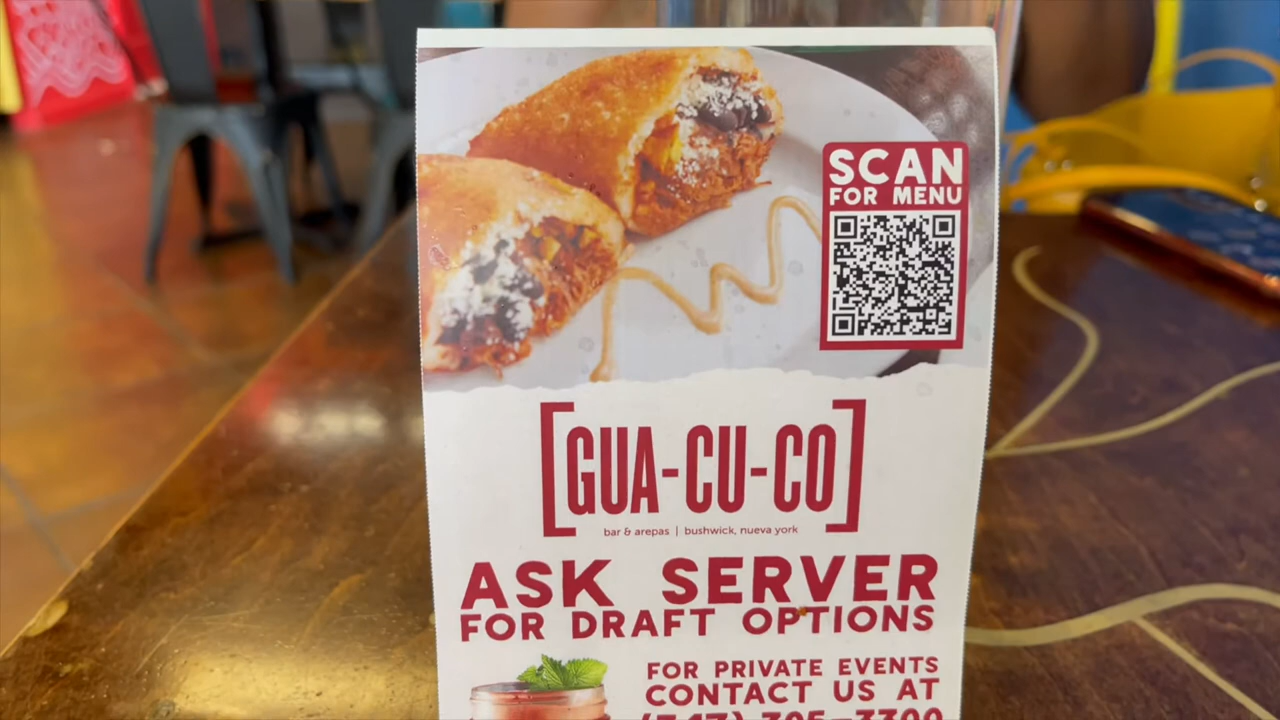 SCAN
FOR MENU
[GUA-CU-CO]
bar & arepas | bushwick, nueva york
ASK SERVER
FOR DRAFT OPTIONS
FOR PRIVATE EVENTS
CONTACT US AT